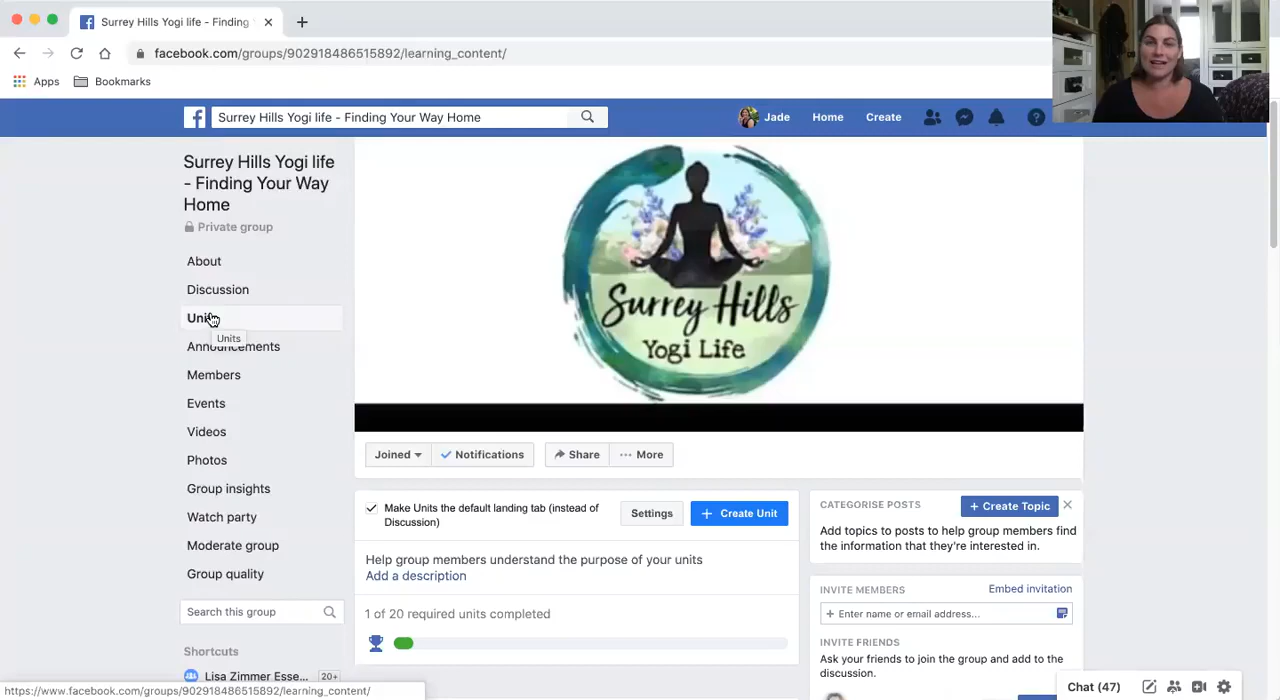 Surrey Hills Yogi life - Finding
facebook.com/groups/902918486515892/learning_content/
Apps
Bookmarks
Surrey Hills Yogi life - Finding Your Way Home
Jade
Home
Create
Surrey Hills Yogi life
- Finding Your Way
Home
Private group
About
Discussion
Units
Units
Announcements
Members
Events
Videos
Photos
Group insights
Watch party
Moderate group
Group quality
Search this group
Shortcuts
Lisa Zimmer Esse... 20+
https://www.facebook.com/groups/902918486515892/learning_content/
Surrey Hills
Yogi Life
Joined
Notifications
Share
More
Make Units the default landing tab (instead of
Discussion)
Settings
+ Create Unit
Help group members understand the purpose of your units
Add a description
1 of 20 required units completed
CATEGORISE POSTS
+ Create Topic
Add topics to posts to help group members find
the information that they're interested in.
INVITE MEMBERS
Embed invitation
+ Enter name or email address...
INVITE FRIENDS
Ask your friends to join the group and add to the
discussion.
Chat (47)